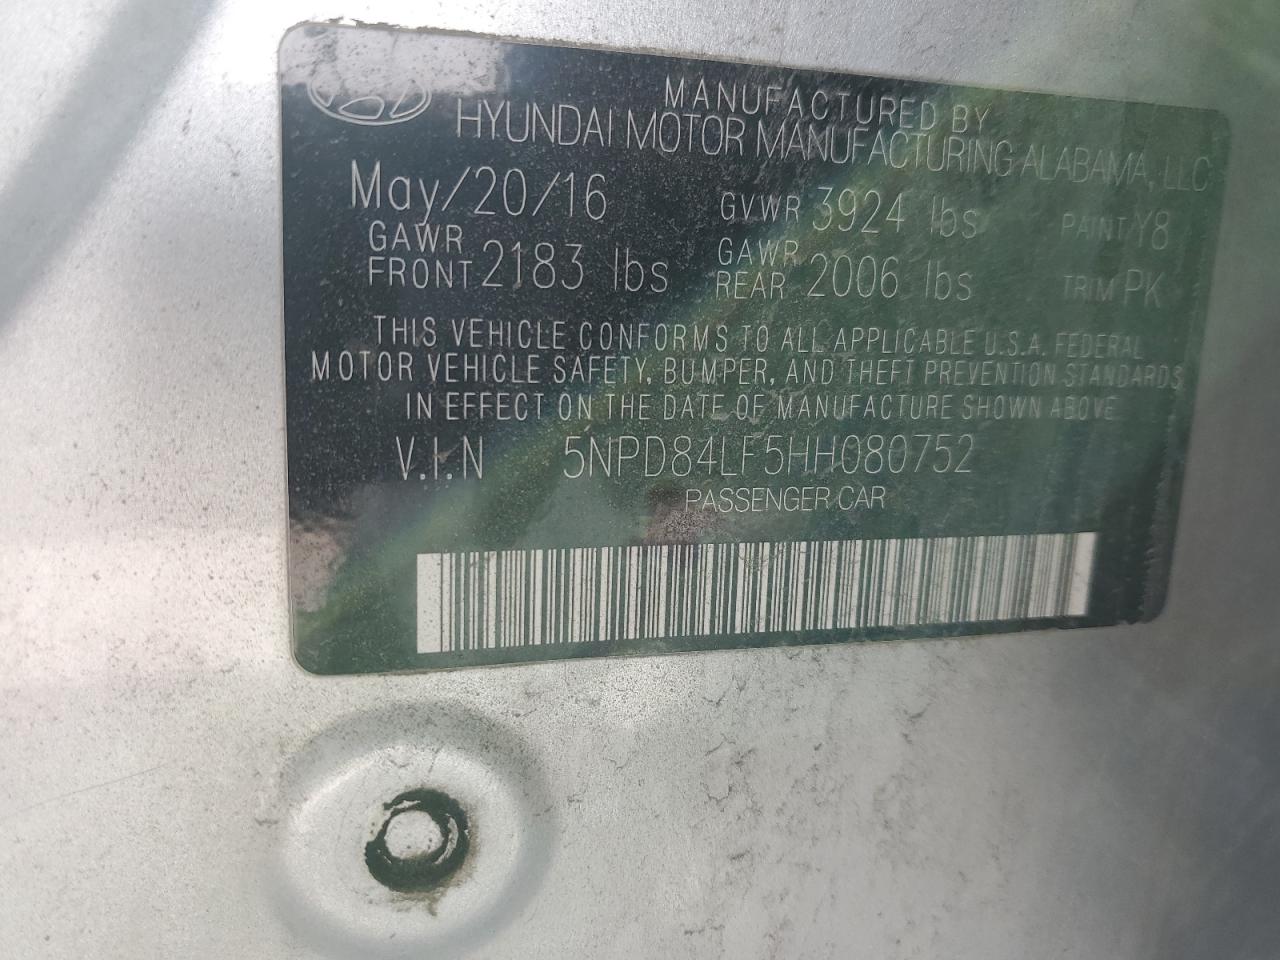 MANUFACTURED BY
HYUNDAI MOTOR MANUFACTURING ALABAMA, LLC
May/20/16 GVWR 3924 lbs PAINT/Y8
GAWR FRONT 2183 lbs GAWR REAR 2006 lbs TRIM PK
THIS VEHICLE CONFORMS TO ALL APPLICABLE U.S.A. FEDERAL
MOTOR VEHICLE SAFETY, BUMPER, AND THEFT PREVENTION STANDARDS
IN EFFECT ON THE DATE OF MANUFACTURE SHOWN ABOVE
V.I.N 5NPD84LF5HH080752
PASSENGER CAR